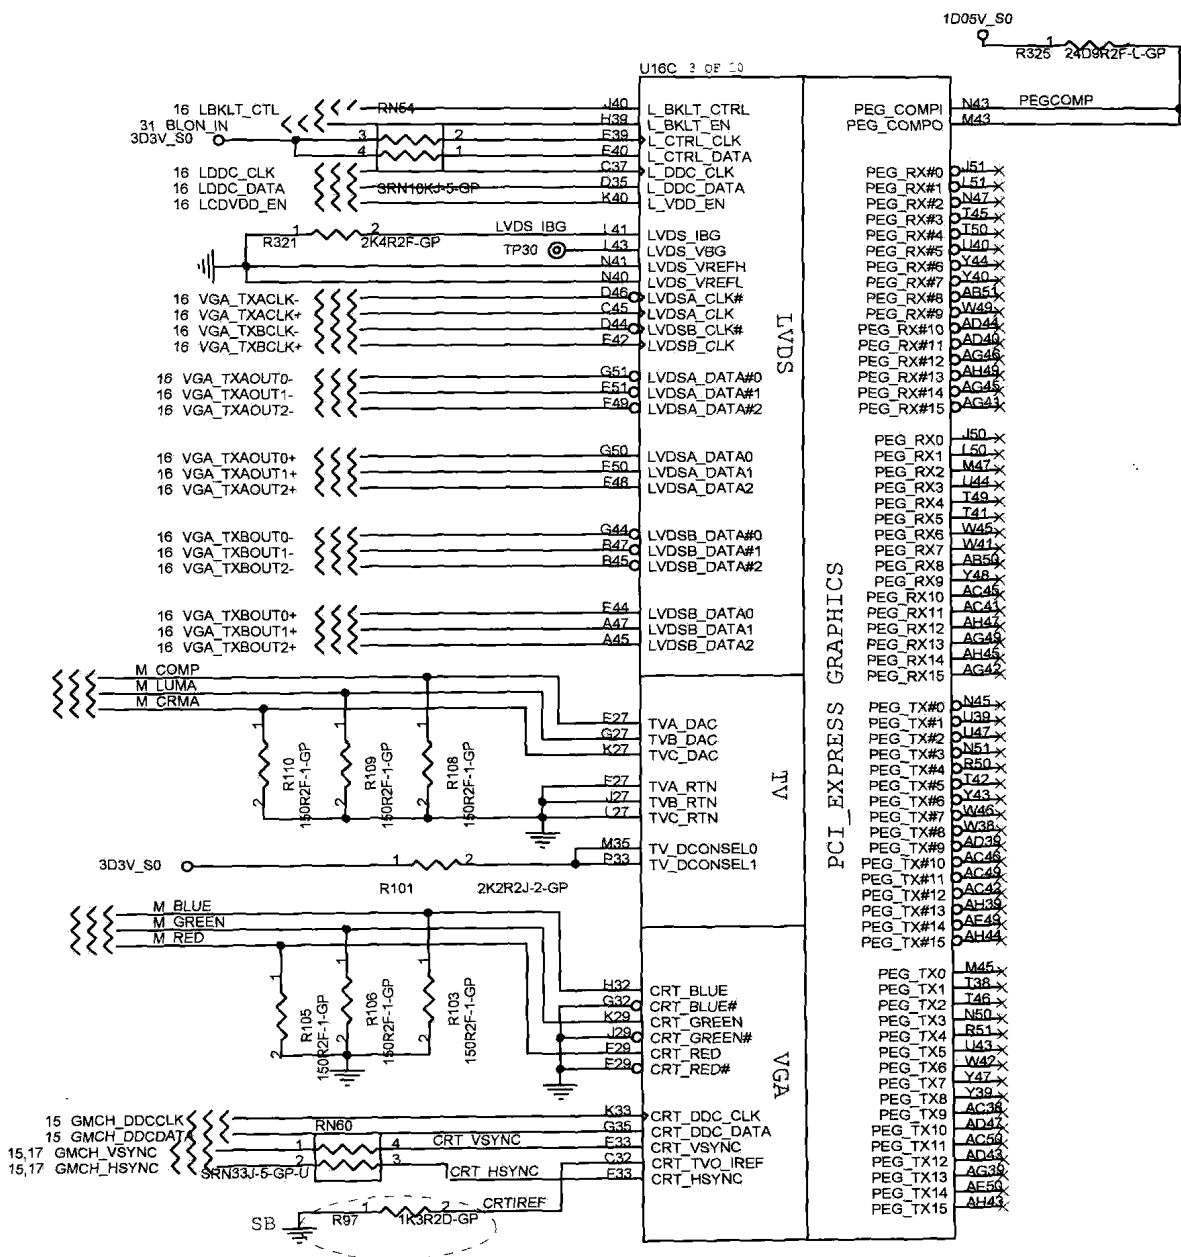 1D05V_S0
1
R325 24D9R2F-L-GP
U16C 3 OF 10
16 LBKLT_CTL RN54 J40 L_BKLT_CTRL
31 BLON_IN H39 L_BKLT_EN
3D3V_S0 3 2 E39 L_CTRL_CLK
4 1 E40 L_CTRL_DATA
16 LDDC_CLK C37 L_DDC_CLK
16 LDDC_DATA SRN10KJ-5-GP D35 L_DDC_DATA
16 LCDVDD_EN K40 L_VDD_EN
1 2 LVDS_IBG L41 LVDS_IBG
R321 2K4R2F-GP
TP30 L43 LVDS_VBG
N41 LVDS_VREFH
N40 LVDS_VREFL
16 VGA_TXACLK- D46 LVDSA_CLK#
16 VGA_TXACLK+ C45 LVDSA_CLK
16 VGA_TXBCLK- D44 LVDSB_CLK#
16 VGA_TXBCLK+ E42 LVDSB_CLK
LVDS
16 VGA_TXAOUT0- G51 LVDSA_DATA#0
16 VGA_TXAOUT1- E51 LVDSA_DATA#1
16 VGA_TXAOUT2- F49 LVDSA_DATA#2
16 VGA_TXAOUT0+ G50 LVDSA_DATA0
16 VGA_TXAOUT1+ E50 LVDSA_DATA1
16 VGA_TXAOUT2+ F48 LVDSA_DATA2
16 VGA_TXBOUT0- G44 LVDSB_DATA#0
16 VGA_TXBOUT1- B47 LVDSB_DATA#1
16 VGA_TXBOUT2- B45 LVDSB_DATA#2
16 VGA_TXBOUT0+ E44 LVDSB_DATA0
16 VGA_TXBOUT1+ A47 LVDSB_DATA1
16 VGA_TXBOUT2+ A45 LVDSB_DATA2
M_COMP
M_LUMA
M_CRMA
E27 TVA_DAC
G27 TVB_DAC
K27 TVC_DAC
1 R110 2 150R2F-1-GP
1 R109 2 150R2F-1-GP
1 R108 2 150R2F-1-GP
F27 TVA_RTN
J27 TVB_RTN
L27 TVC_RTN
TV
M35 TV_DCONSEL0
3D3V_S0 1 2 P33 TV_DCONSEL1
R101 2K2R2J-2-GP
M_BLUE
M_GREEN
M_RED
1 R105 2 150R2F-1-GP
1 R106 2 150R2F-1-GP
1 R103 2 150R2F-1-GP
H32 CRT_BLUE
G32 CRT_BLUE#
K29 CRT_GREEN
J29 CRT_GREEN#
F29 CRT_RED
E29 CRT_RED#
VGA
15 GMCH_DDCCLK K33 CRT_DDC_CLK
15 GMCH_DDCDATA RN60 G35 CRT_DDC_DATA
15,17 GMCH_VSYNC 1 4 CRT_VSYNC E33 CRT_VSYNC
15,17 GMCH_HSYNC 2 3 C32 CRT_TVO_IREF
SRN33J-5-GP-U CRT_HSYNC F33 CRT_HSYNC
1 2 CRTIREF
SB R97 1K3R2D-GP
PCI_EXPRESS GRAPHICS
PEG_COMPI N43 PEGCOMP
PEG_COMPO M43
PEG_RX#0 J51
PEG_RX#1 L51
PEG_RX#2 N47
PEG_RX#3 T45
PEG_RX#4 T50
PEG_RX#5 U40
PEG_RX#6 Y44
PEG_RX#7 Y40
PEG_RX#8 AB51
PEG_RX#9 W49
PEG_RX#10 AD44
PEG_RX#11 AD40
PEG_RX#12 AG46
PEG_RX#13 AH49
PEG_RX#14 AG45
PEG_RX#15 AG41
PEG_RX0 J50
PEG_RX1 L50
PEG_RX2 M47
PEG_RX3 U44
PEG_RX4 T49
PEG_RX5 T41
PEG_RX6 W45
PEG_RX7 W41
PEG_RX8 AB50
PEG_RX9 Y48
PEG_RX10 AC45
PEG_RX11 AC41
PEG_RX12 AH47
PEG_RX13 AG49
PEG_RX14 AH45
PEG_RX15 AG42
PEG_TX#0 N45
PEG_TX#1 U39
PEG_TX#2 U47
PEG_TX#3 N51
PEG_TX#4 R50
PEG_TX#5 T42
PEG_TX#6 Y43
PEG_TX#7 W46
PEG_TX#8 W38
PEG_TX#9 AD39
PEG_TX#10 AC46
PEG_TX#11 AC49
PEG_TX#12 AC42
PEG_TX#13 AH39
PEG_TX#14 AE49
PEG_TX#15 AH44
PEG_TX0 M45
PEG_TX1 T38
PEG_TX2 T46
PEG_TX3 N50
PEG_TX4 R51
PEG_TX5 U43
PEG_TX6 W42
PEG_TX7 Y47
PEG_TX8 Y39
PEG_TX9 AC38
PEG_TX10 AD47
PEG_TX11 AC50
PEG_TX12 AD43
PEG_TX13 AG39
PEG_TX14 AE50
PEG_TX15 AH43